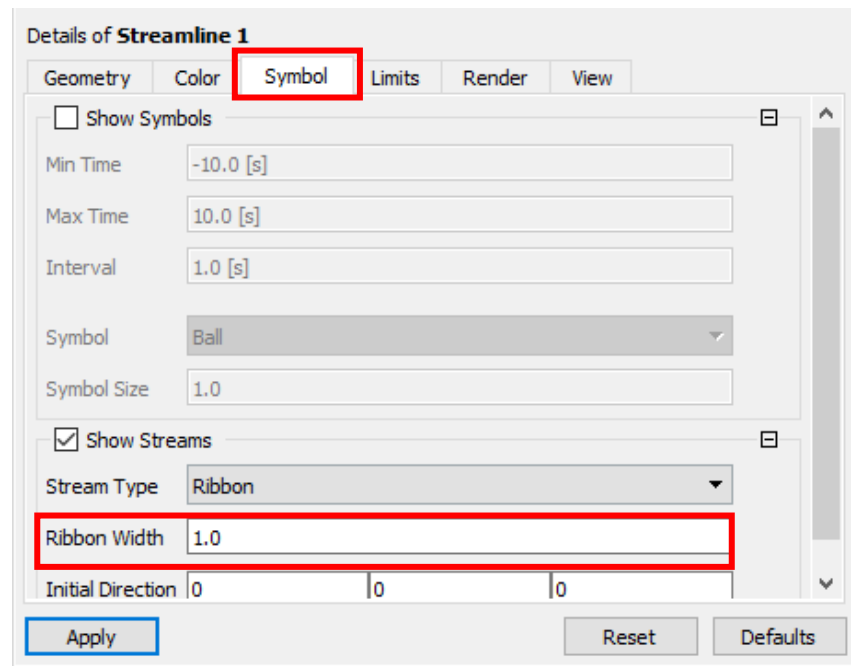 Details of Streamline 1
Geometry Color Symbol Limits Render View
Show Symbols
Min Time -10.0 [s]
Max Time 10.0 [s]
Interval 1.0 [s]
Symbol Ball
Symbol Size 1.0
Show Streams
Stream Type Ribbon
Ribbon Width 1.0
Initial Direction 0 0 0
Apply Reset Defaults